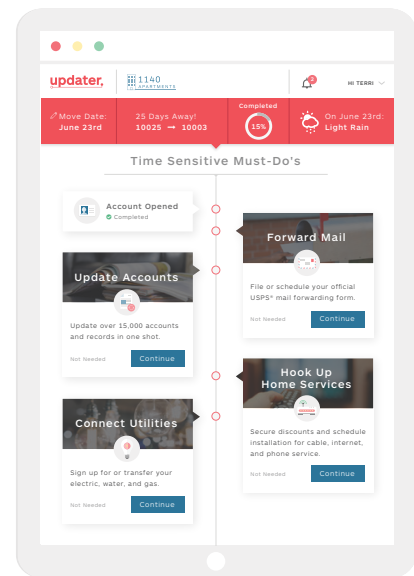 updater,
1140
APARTMENTS
2
HI TERRI
Move Date:
June 23rd
25 Days Away!
10025 → 10003
Completed
15%
On June 23rd:
Light Rain
Time Sensitive Must-Do's
Account Opened
Completed
Forward Mail
File or schedule your official
USPS® mail forwarding form.
Not Needed
Continue
Update Accounts
Update over 15,000 accounts
and records in one shot.
Not Needed
Continue
Hook Up
Home Services
Secure discounts and schedule
installation for cable, internet,
and phone service.
Not Needed
Continue
Connect Utilities
Sign up for or transfer your
electric, water, and gas.
Not Needed
Continue